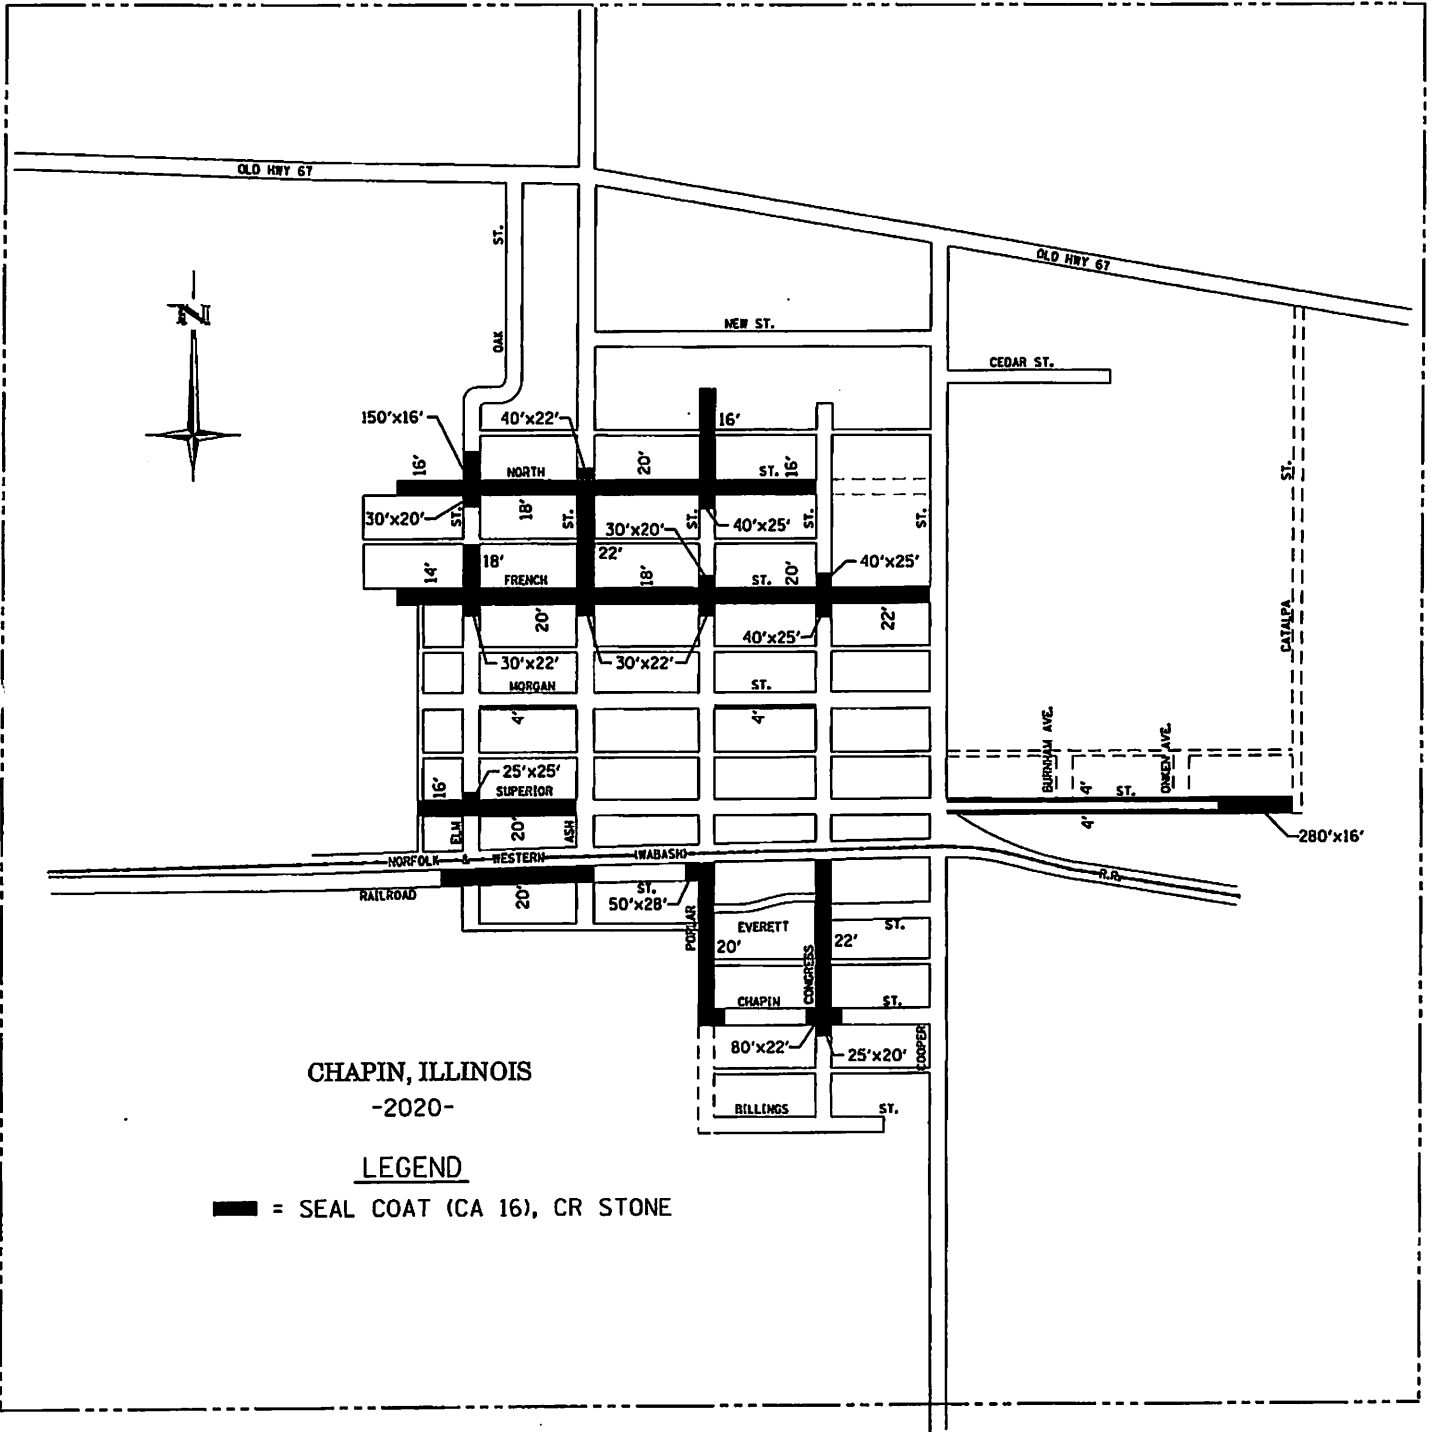 OLD HWY 67
ST.
OAK
OLD HWY 67
N
NEW ST.
CEDAR ST.
150'x16'
40'x22'
16'
16'
NORTH
20'
ST.
16'
ST.
30'x20'
ST.
18'
ST.
30'x20'
ST.
40'x25'
ST.
ST.
14'
18'
FRENCH
22'
18'
ST.
20'
40'x25'
20'
40'x25'
22'
CATALPA
30'x22'
30'x22'
MORGAN
ST.
4'
4'
BURNHAM AVE.
ONKEN AVE.
16'
25'x25'
SUPERIOR
4'
ST.
ELM
20'
ASH
4'
280'x16'
NORFOLK & WESTERN (WABASH)
R.R.
RAILROAD
20'
ST.
50'x28'
POPLAR
EVERETT
ST.
20'
22'
CONGRESS
CHAPIN
ST.
80'x22'
25'x20'
COOPER
BILLINGS
ST.
CHAPIN, ILLINOIS
-2020-
LEGEND
= SEAL COAT (CA 16), CR STONE